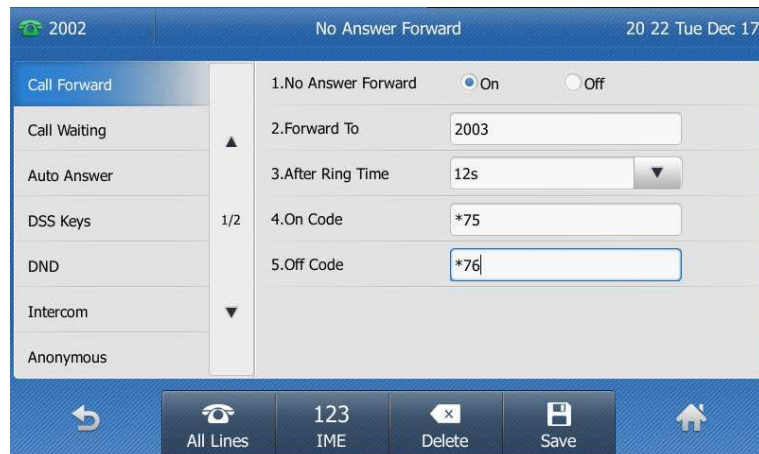 2002 No Answer Forward 20 22 Tue Dec 17
Call Forward
Call Waiting
Auto Answer
DSS Keys
DND
Intercom
Anonymous
1/2
1.No Answer Forward On Off
2.Forward To 2003
3.After Ring Time 12s
4.On Code *75
5.Off Code *76
All Lines
123
IME
Delete
Save